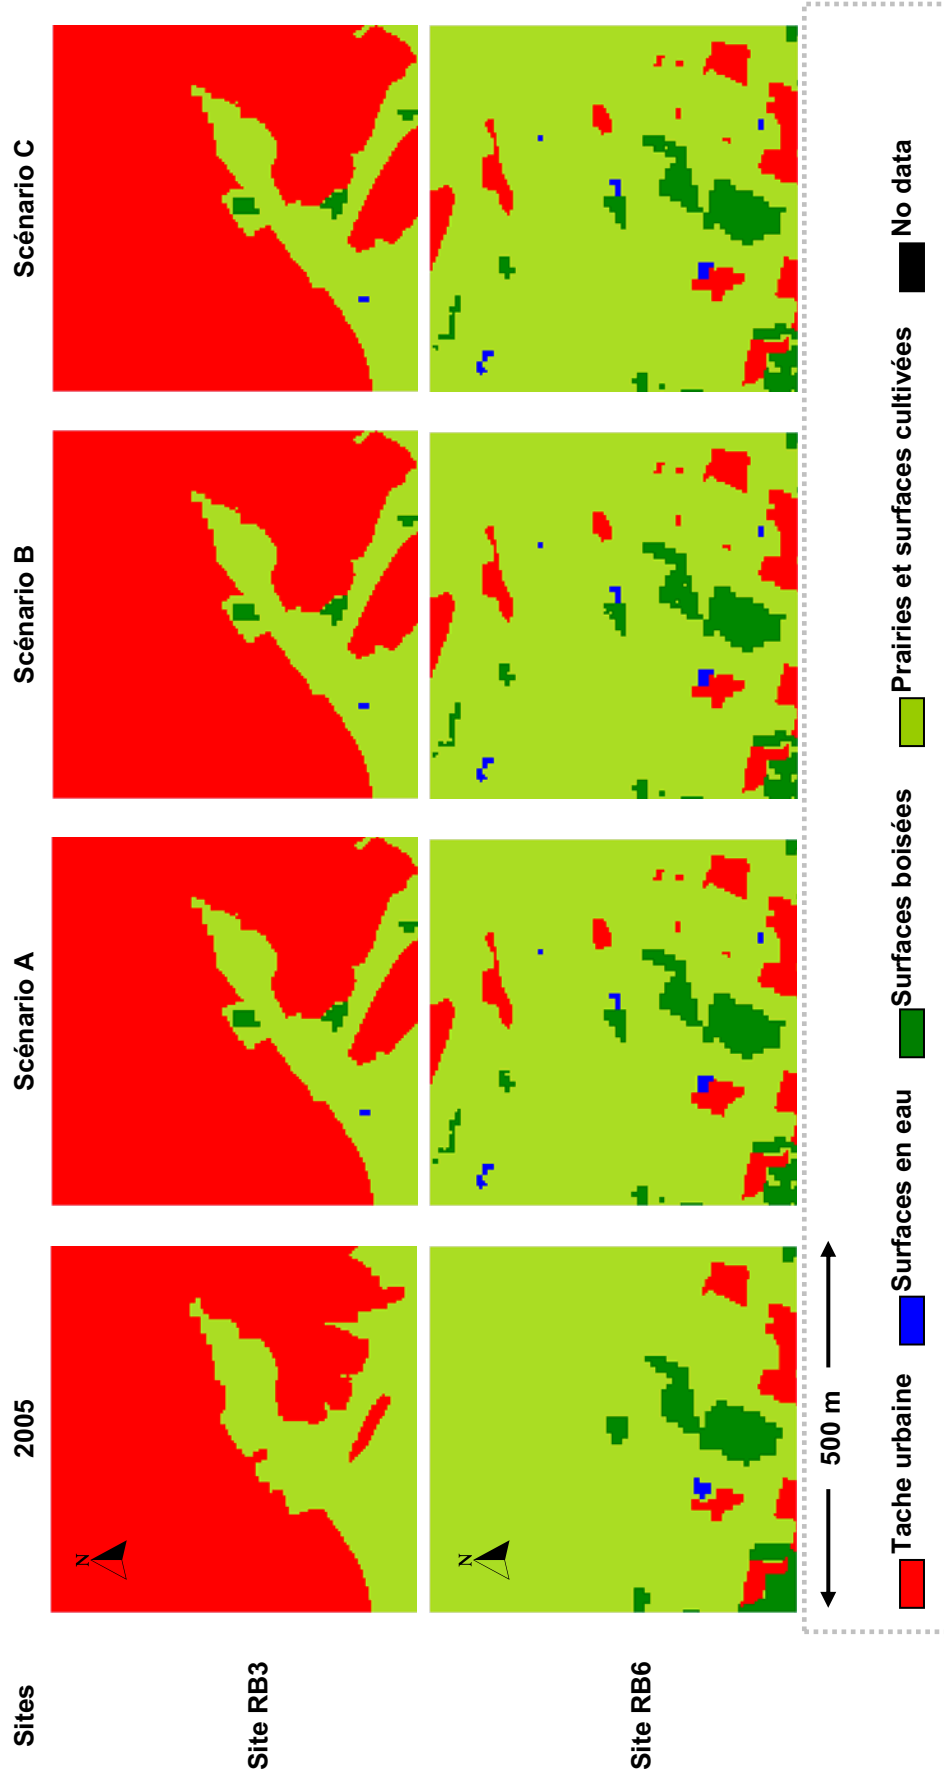 Sites
2005
Scénario A
Scénario B
Scénario C
Site RB3
N
Site RB6
N
500 m
Tache urbaine
Surfaces en eau
Surfaces boisées
Prairies et surfaces cultivées
No data